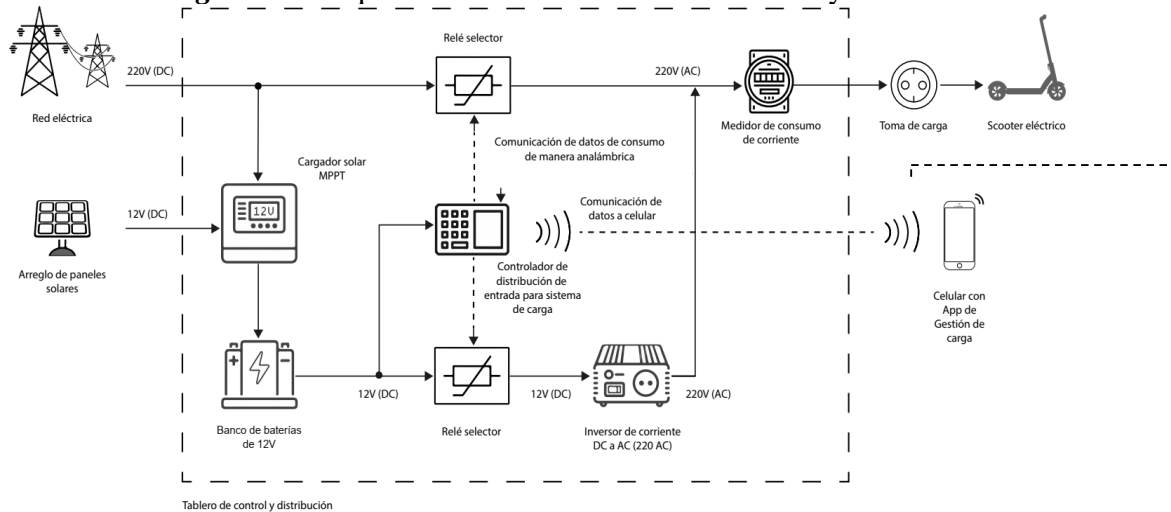 Relé selector
220V (DC)
220V (AC)
Red eléctrica
Medidor de consumo
de corriente
Toma de carga
Scooter eléctrico
Comunicación de datos de consumo
de manera analámbrica
Cargador solar
MPPT
12U
12V (DC)
Comunicación de
datos a celular
Arreglo de paneles
solares
Controlador de
distribución de
entrada para sistema
de carga
Celular con
App de
Gestión de
carga
12V (DC)
12V (DC)
220V (AC)
Banco de baterías
de 12V
Relé selector
Inversor de corriente
DC a AC (220 AC)
Tablero de control y distribución